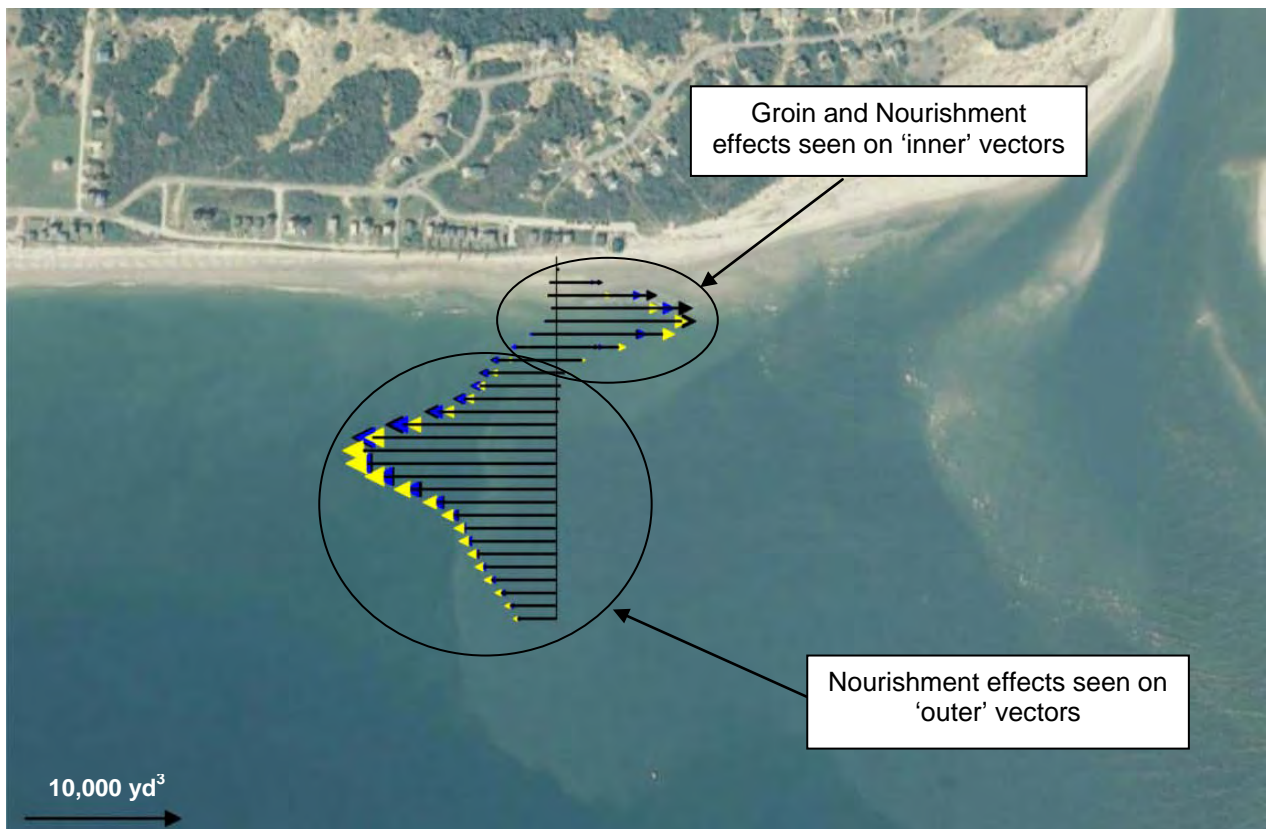 Groin and Nourishment
effects seen on ‘inner’ vectors
Nourishment effects seen on
‘outer’ vectors
10,000 yd³